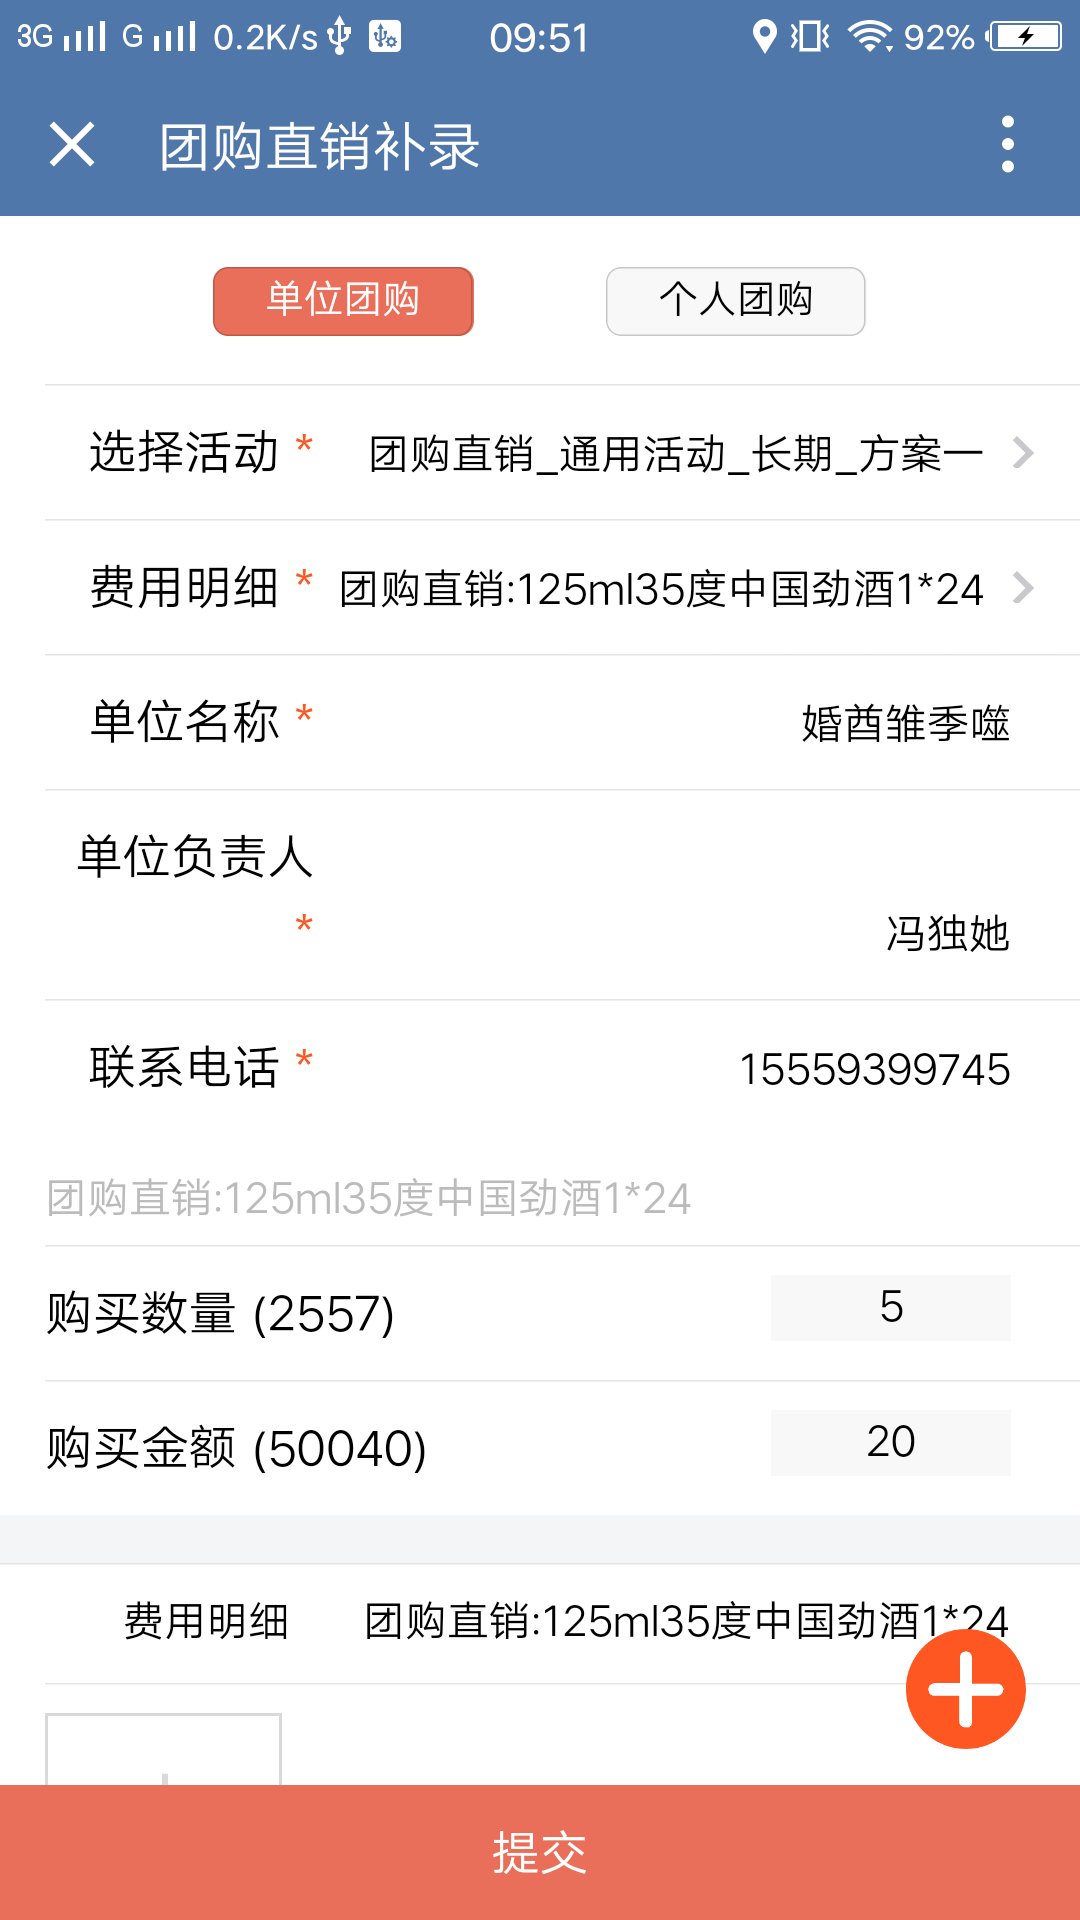 3G G 0.2K/s 09:51 92%
团购直销补录
单位团购 个人团购
选择活动 * 团购直销_通用活动_长期_方案一
费用明细 * 团购直销:125ml35度中国劲酒1*24
单位名称 * 婚酋雏季噬
单位负责人
* 冯独她
联系电话 * 15559399745
团购直销:125ml35度中国劲酒1*24
购买数量 (2557) 5
购买金额 (50040) 20
费用明细 团购直销:125ml35度中国劲酒1*24
提交